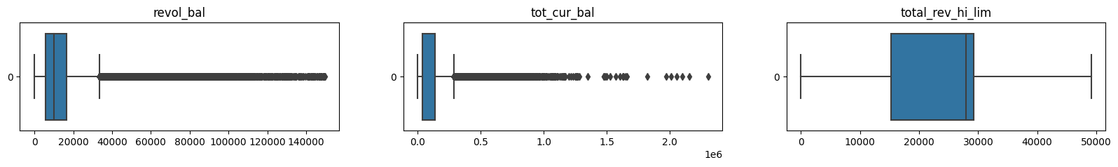 revol_bal
0
0 20000 40000 60000 80000 100000 120000 140000
tot_cur_bal
0
0.0 0.5 1.0 1.5 2.0
1e6
total_rev_hi_lim
0
0 10000 20000 30000 40000 50000